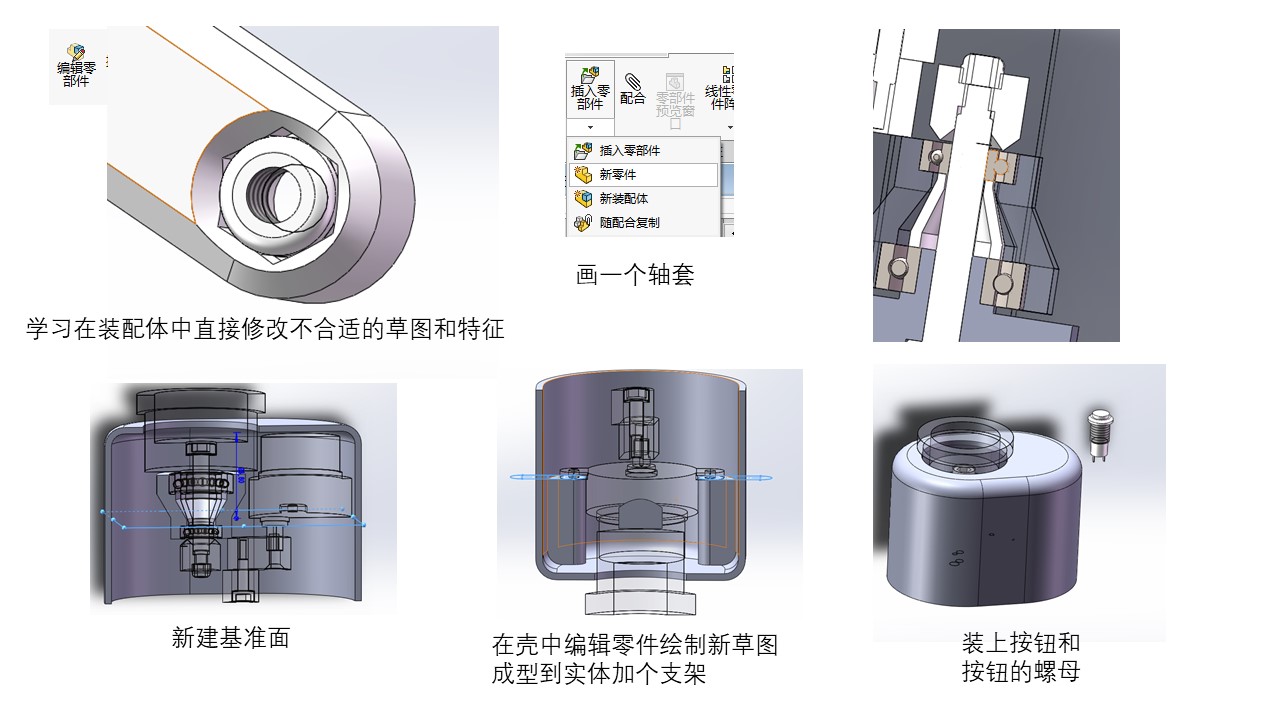 编辑零
部件
插入零
部件
配合
零部件
预览窗
口
线性零
件阵
插入零部件
新零件
新装配体
随配合复制
画一个轴套
学习在装配体中直接修改不合适的草图和特征
新建基准面
在壳中编辑零件绘制新草图
成型到实体加个支架
装上按钮和
按钮的螺母